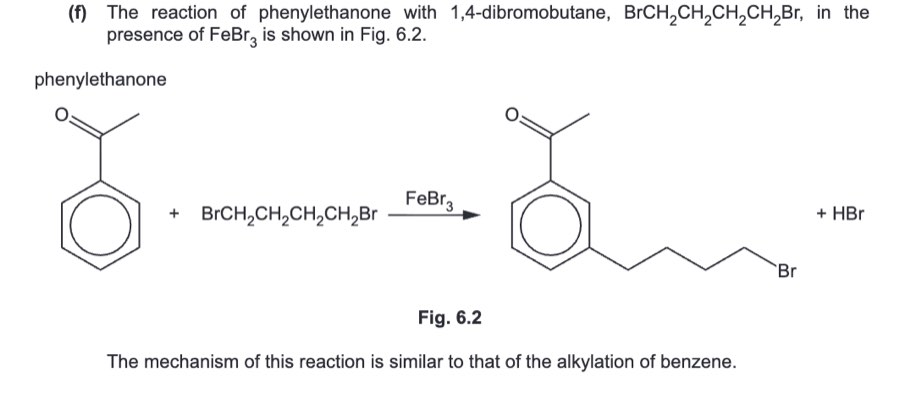 (f) The reaction of phenylethanone with 1,4-dibromobutane, BrCH₂CH₂CH₂CH₂Br, in the
presence of FeBr₃ is shown in Fig. 6.2.
phenylethanone
O
O
+ BrCH₂CH₂CH₂CH₂Br
FeBr₃
+ HBr
Br
Fig. 6.2
The mechanism of this reaction is similar to that of the alkylation of benzene.